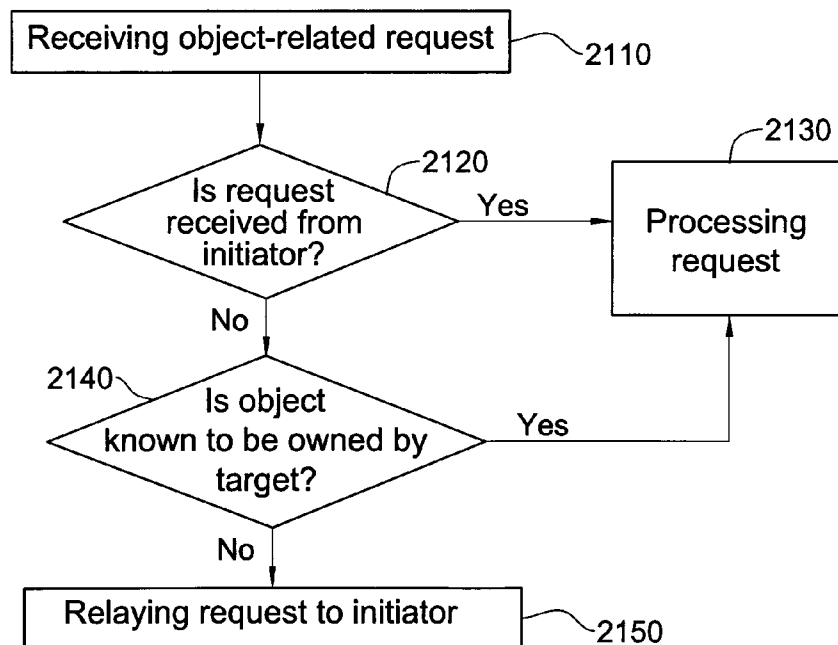 Receiving object-related request
2110
2120
Is request
received from
initiator?
Yes
2130
Processing
request
No
2140
Is object
known to be owned by
target?
Yes
No
Relaying request to initiator
2150